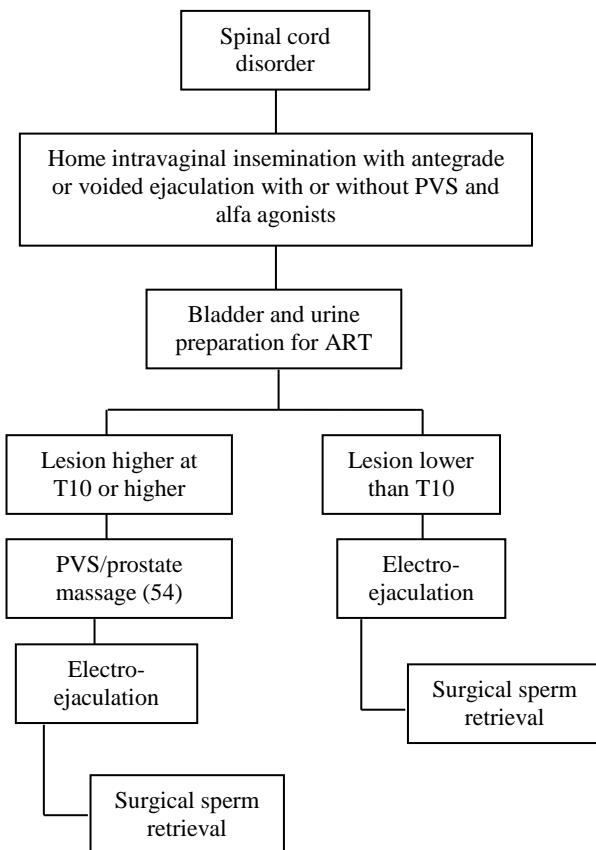 Spinal cord
disorder
Home intravaginal insemination with antegrade
or voided ejaculation with or without PVS and
alfa agonists
Bladder and urine
preparation for ART
Lesion higher at
T10 or higher
PVS/prostate
massage (54)
Electro-
ejaculation
Surgical sperm
retrieval
Lesion lower
than T10
Electro-
ejaculation
Surgical sperm
retrieval